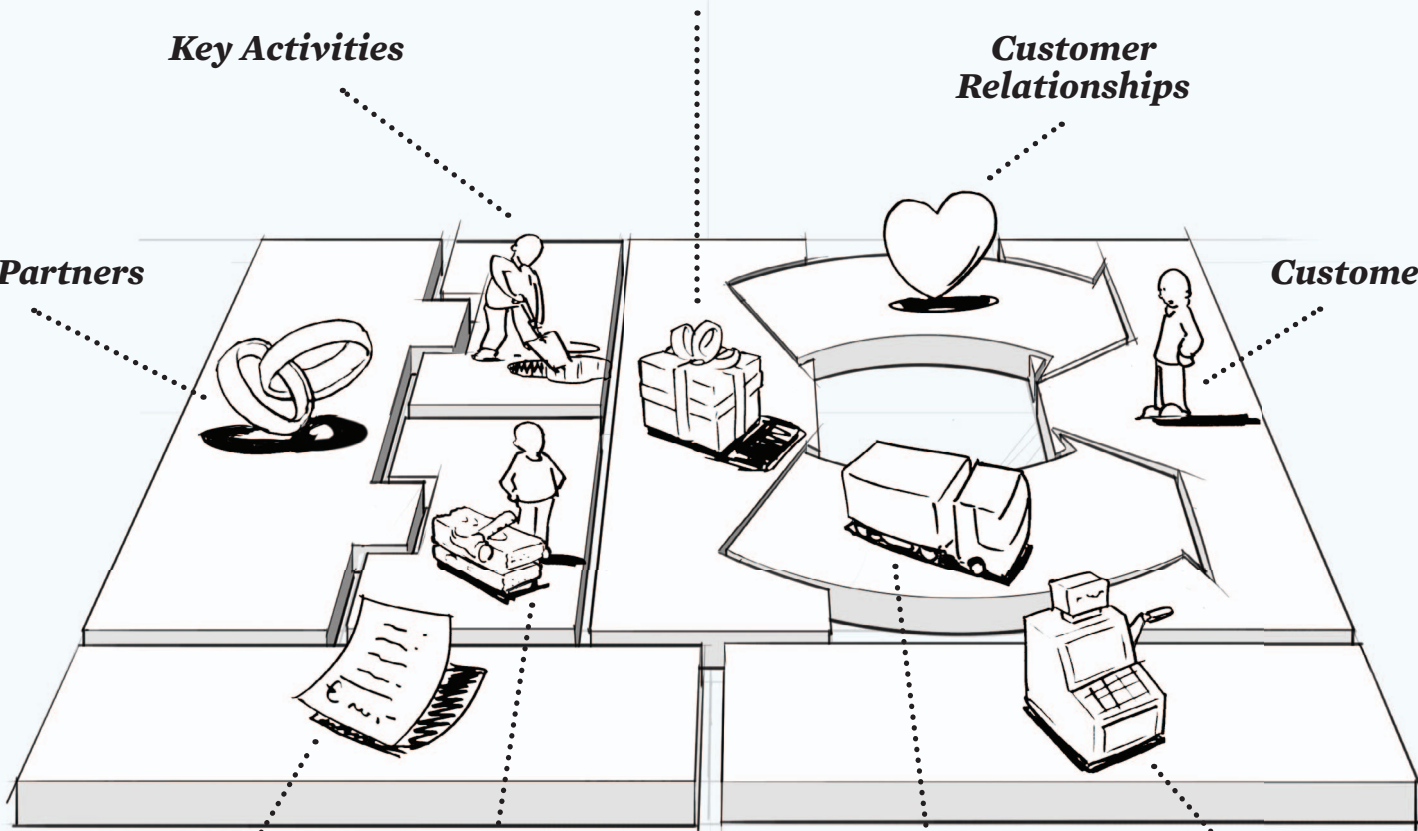 Key Activities
Customer
Relationships
Partners
Custome